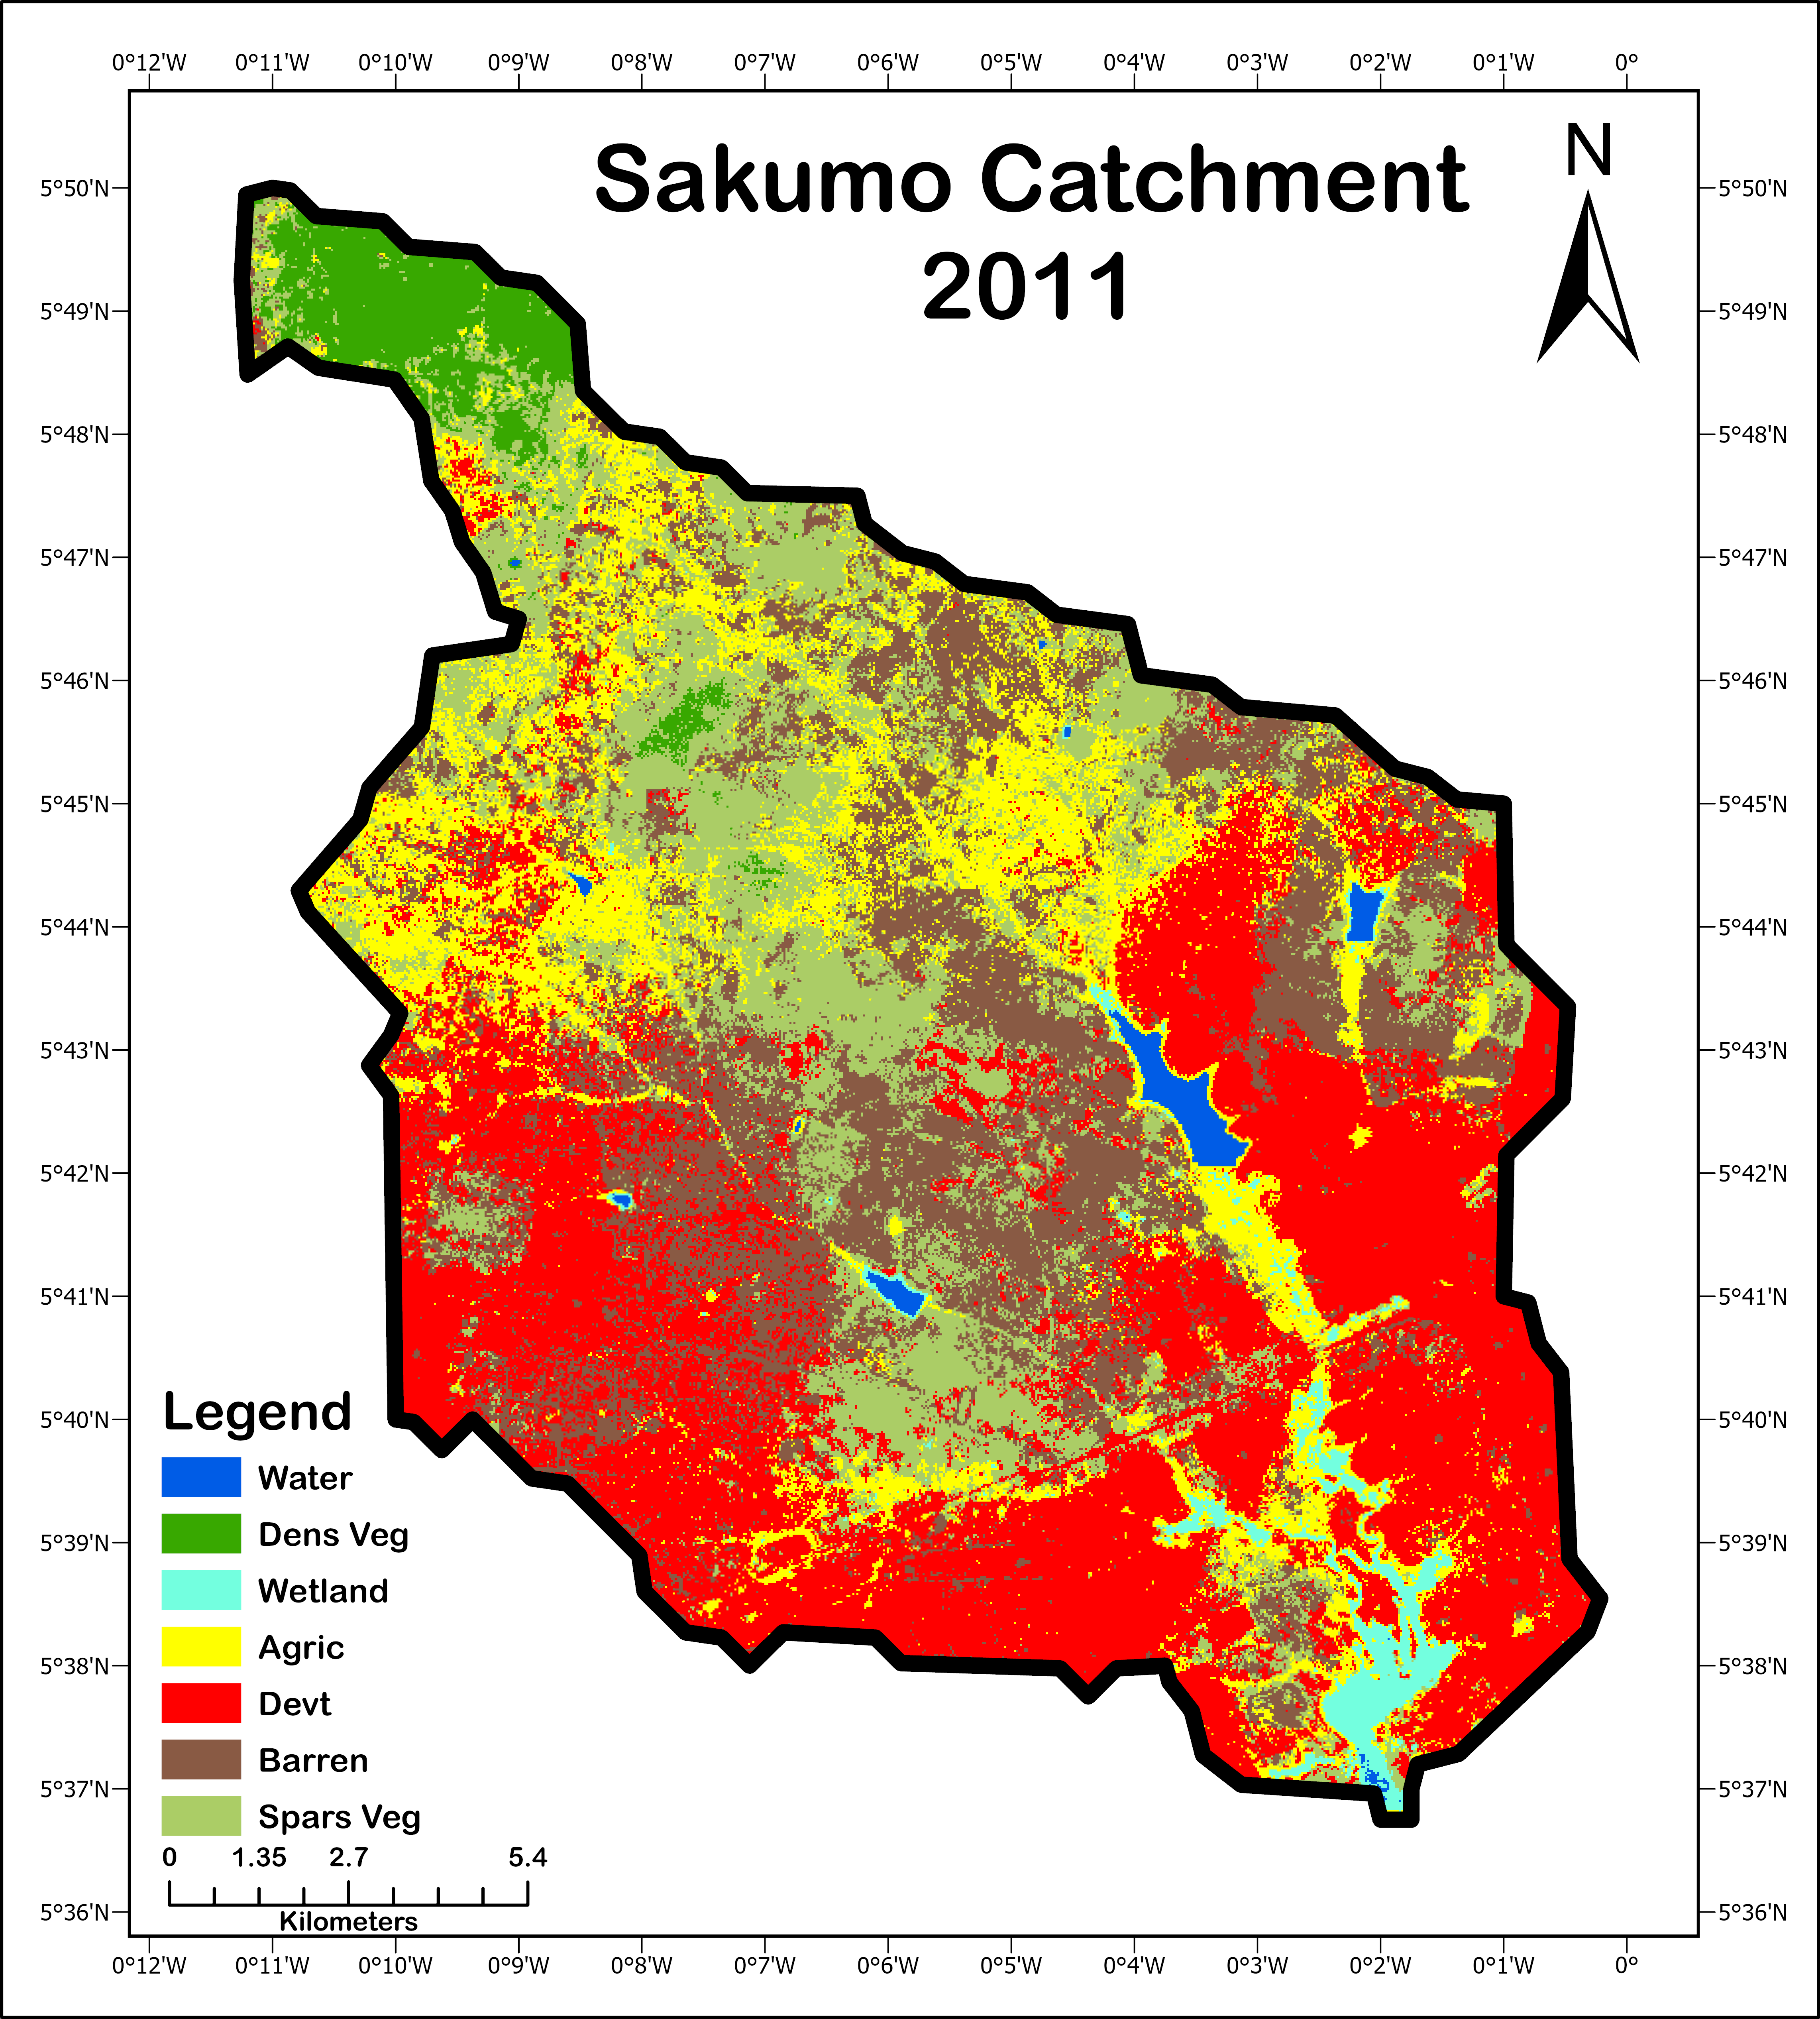 0°12'W 0°11'W 0°10'W 0°9'W 0°8'W 0°7'W 0°6'W 0°5'W 0°4'W 0°3'W 0°2'W 0°1'W 0°
Sakumo Catchment
2011
N
5°50'N 5°50'N
5°49'N 5°49'N
5°48'N 5°48'N
5°47'N 5°47'N
5°46'N 5°46'N
5°45'N 5°45'N
5°44'N 5°44'N
5°43'N 5°43'N
5°42'N 5°42'N
5°41'N 5°41'N
5°40'N 5°40'N
5°39'N 5°39'N
5°38'N 5°38'N
5°37'N 5°37'N
5°36'N 5°36'N
Legend
Water
Dens Veg
Wetland
Agric
Devt
Barren
Spars Veg
0 1.35 2.7 5.4
Kilometers
0°12'W 0°11'W 0°10'W 0°9'W 0°8'W 0°7'W 0°6'W 0°5'W 0°4'W 0°3'W 0°2'W 0°1'W 0°